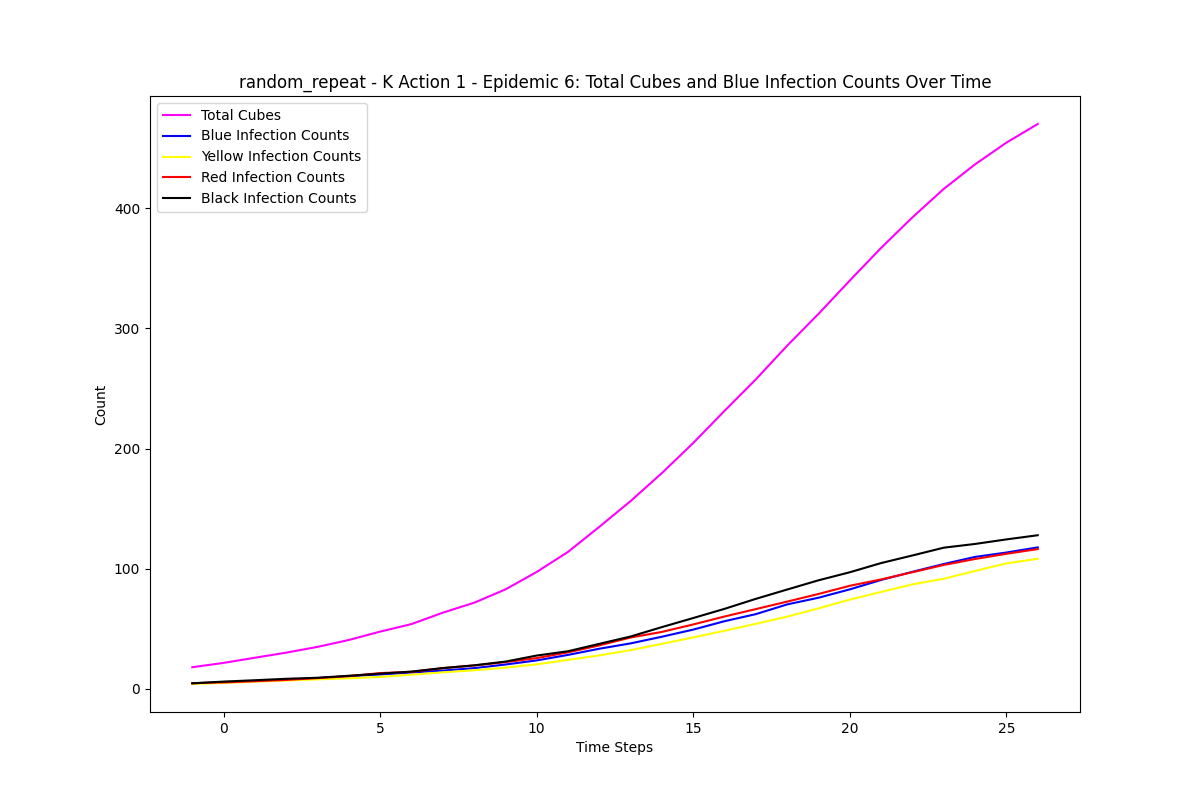 random_repeat - K Action 1 - Epidemic 6: Total Cubes and Blue Infection Counts Over Time
Total Cubes
Blue Infection Counts
Yellow Infection Counts
Red Infection Counts
Black Infection Counts
Count
400
300
200
100
0
0 5 10 15 20 25
Time Steps